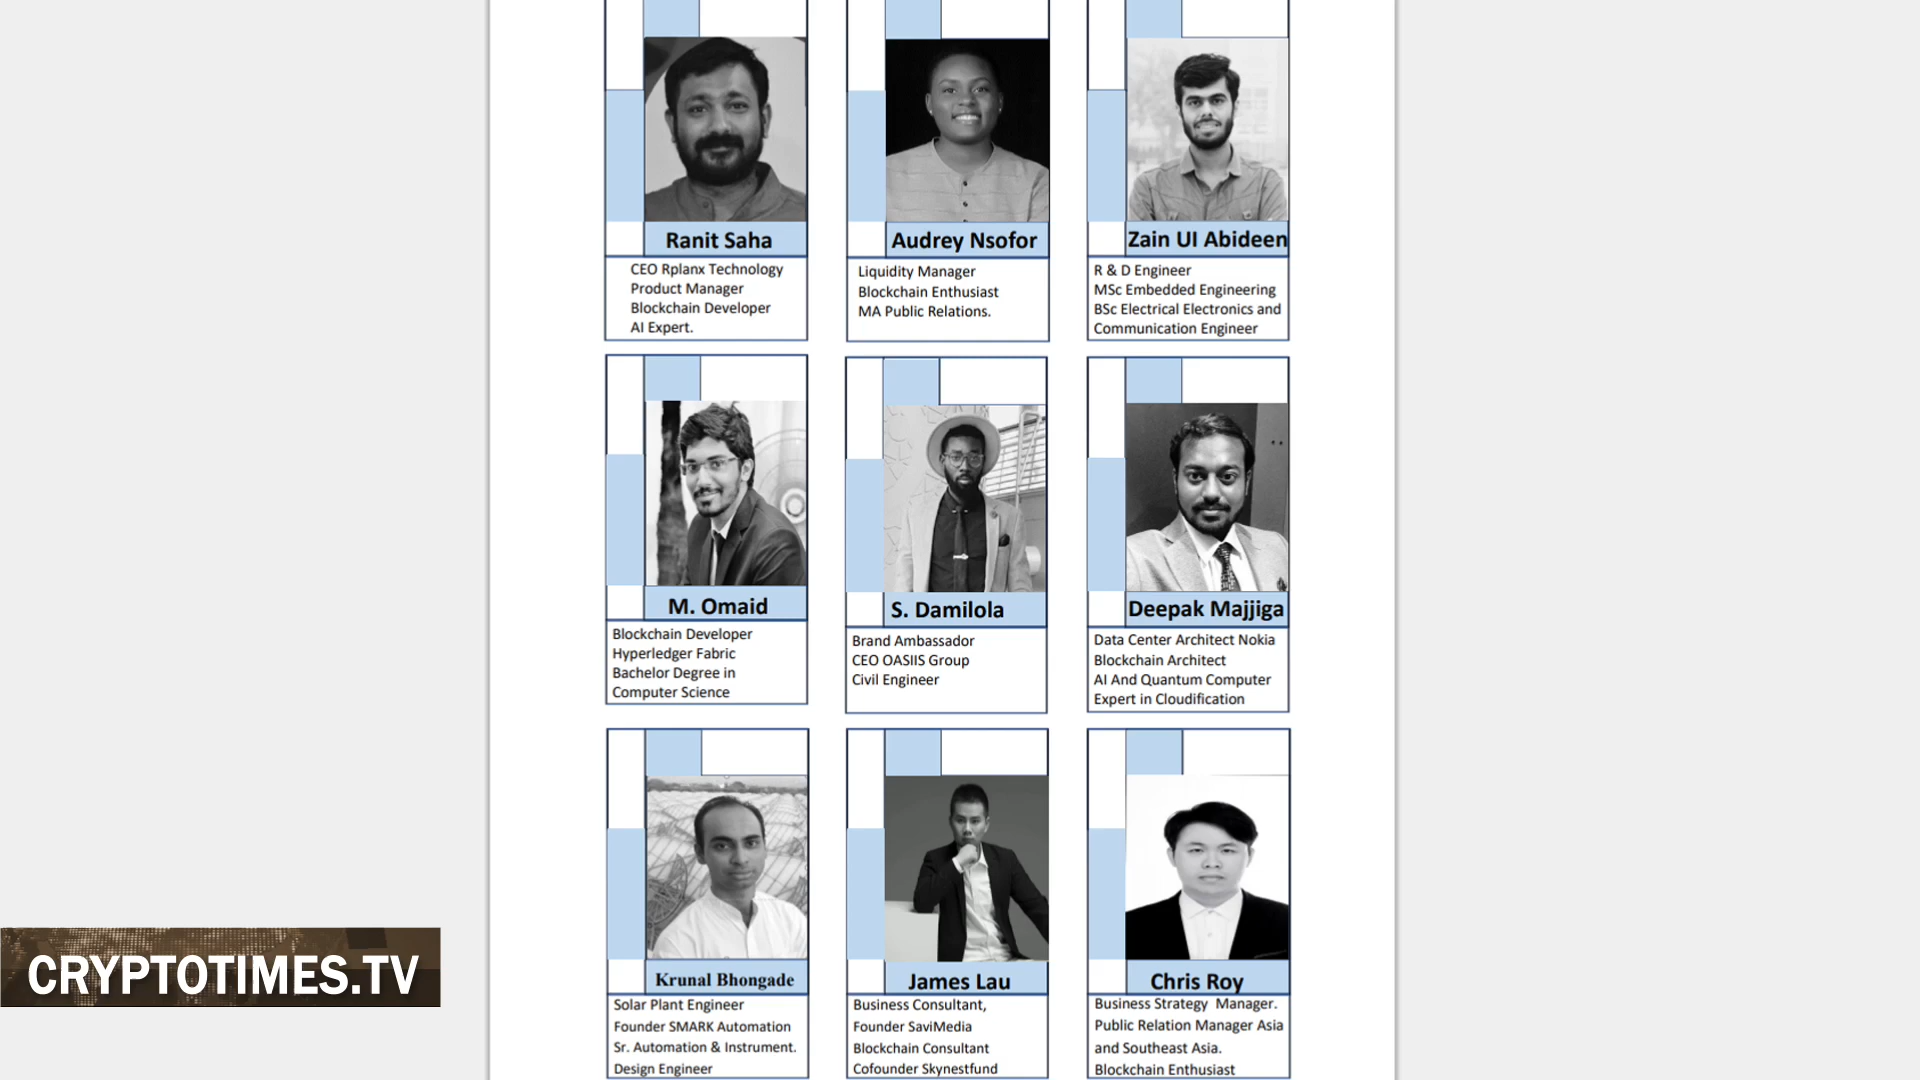 Ranit Saha
CEO Rplanx Technology
Product Manager
Blockchain Developer
AI Expert.
Audrey Nsofor
Liquidity Manager
Blockchain Enthusiast
MA Public Relations.
Zain UI Abideen
R & D Engineer
MSc Embedded Engineering
BSc Electrical Electronics and
Communication Engineer
M. Omaid
Blockchain Developer
Hyperledger Fabric
Bachelor Degree in
Computer Science
S. Damilola
Brand Ambassador
CEO OASIIS Group
Civil Engineer
Deepak Majjiga
Data Center Architect Nokia
Blockchain Architect
AI And Quantum Computer
Expert in Cloudification
Krunal Bhongade
Solar Plant Engineer
Founder SMARK Automation
Sr. Automation & Instrument.
Design Engineer
James Lau
Business Consultant,
Founder SaviMedia
Blockchain Consultant
Cofounder Skynestfund
Chris Roy
Business Strategy Manager.
Public Relation Manager Asia
and Southeast Asia.
Blockchain Enthusiast
CRYPTOTIMES.TV